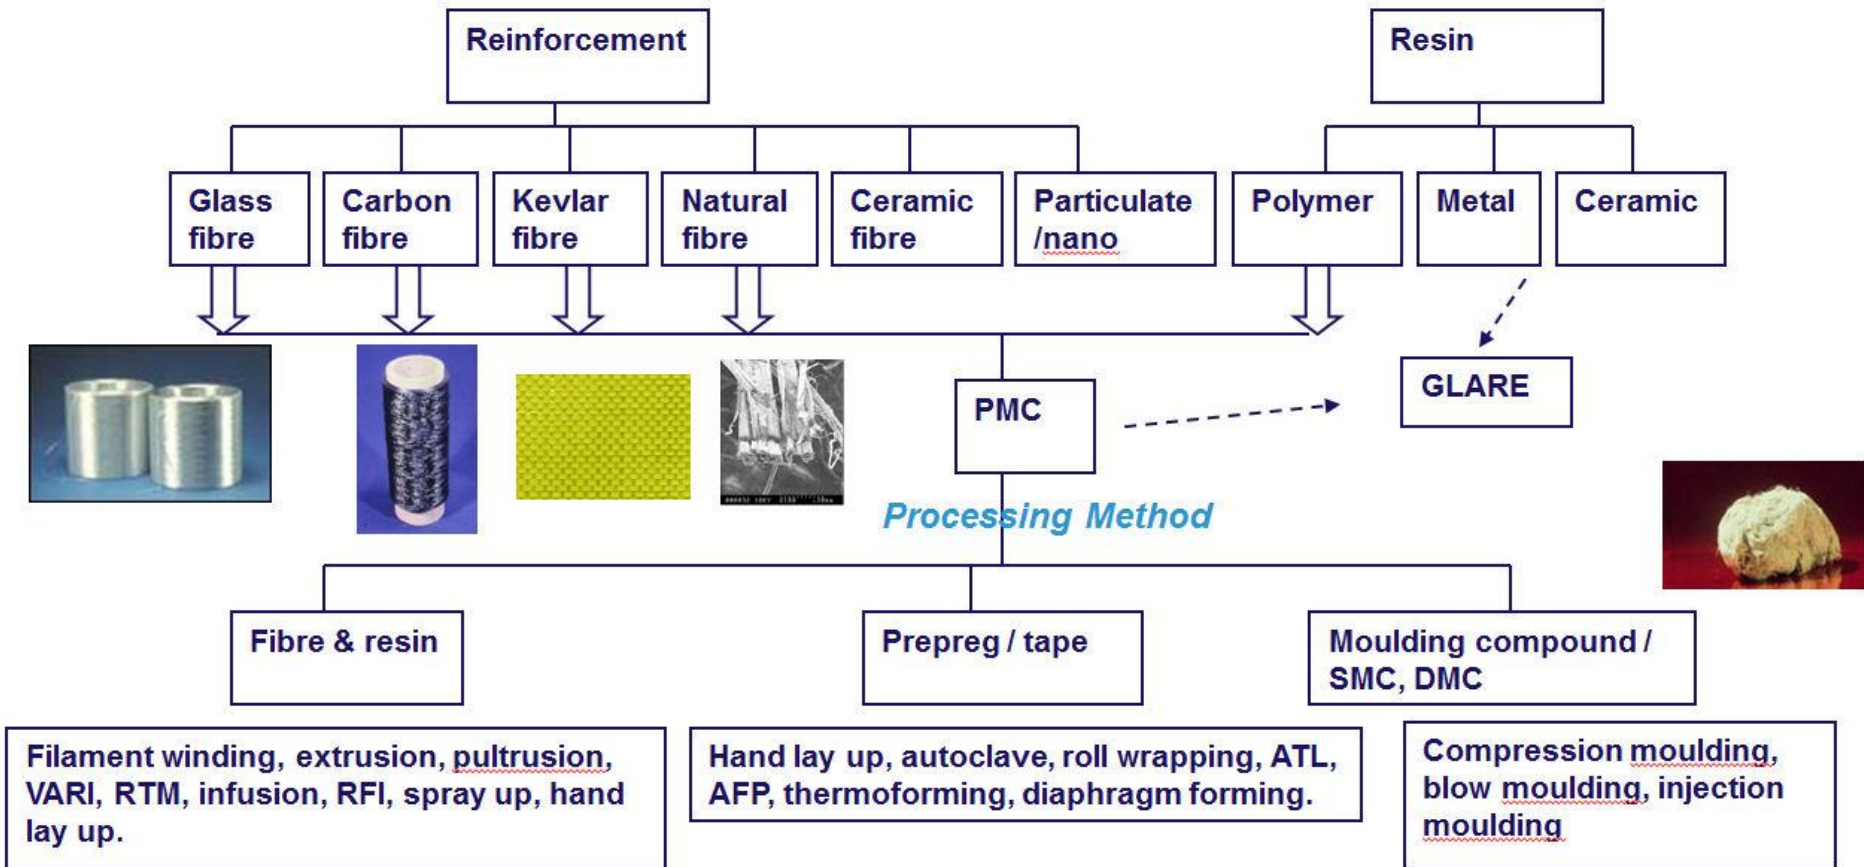 Reinforcement
Resin
Glass
fibre
Carbon
fibre
Kevlar
fibre
Natural
fibre
Ceramic
fibre
Particulate
/nano
Polymer
Metal
Ceramic
PMC
GLARE
Processing Method
Fibre & resin
Prepreg / tape
Moulding compound /
SMC, DMC
Filament winding, extrusion, pultrusion,
VARI, RTM, infusion, RFI, spray up, hand
lay up.
Hand lay up, autoclave, roll wrapping, ATL,
AFP, thermoforming, diaphragm forming.
Compression moulding,
blow moulding, injection
moulding